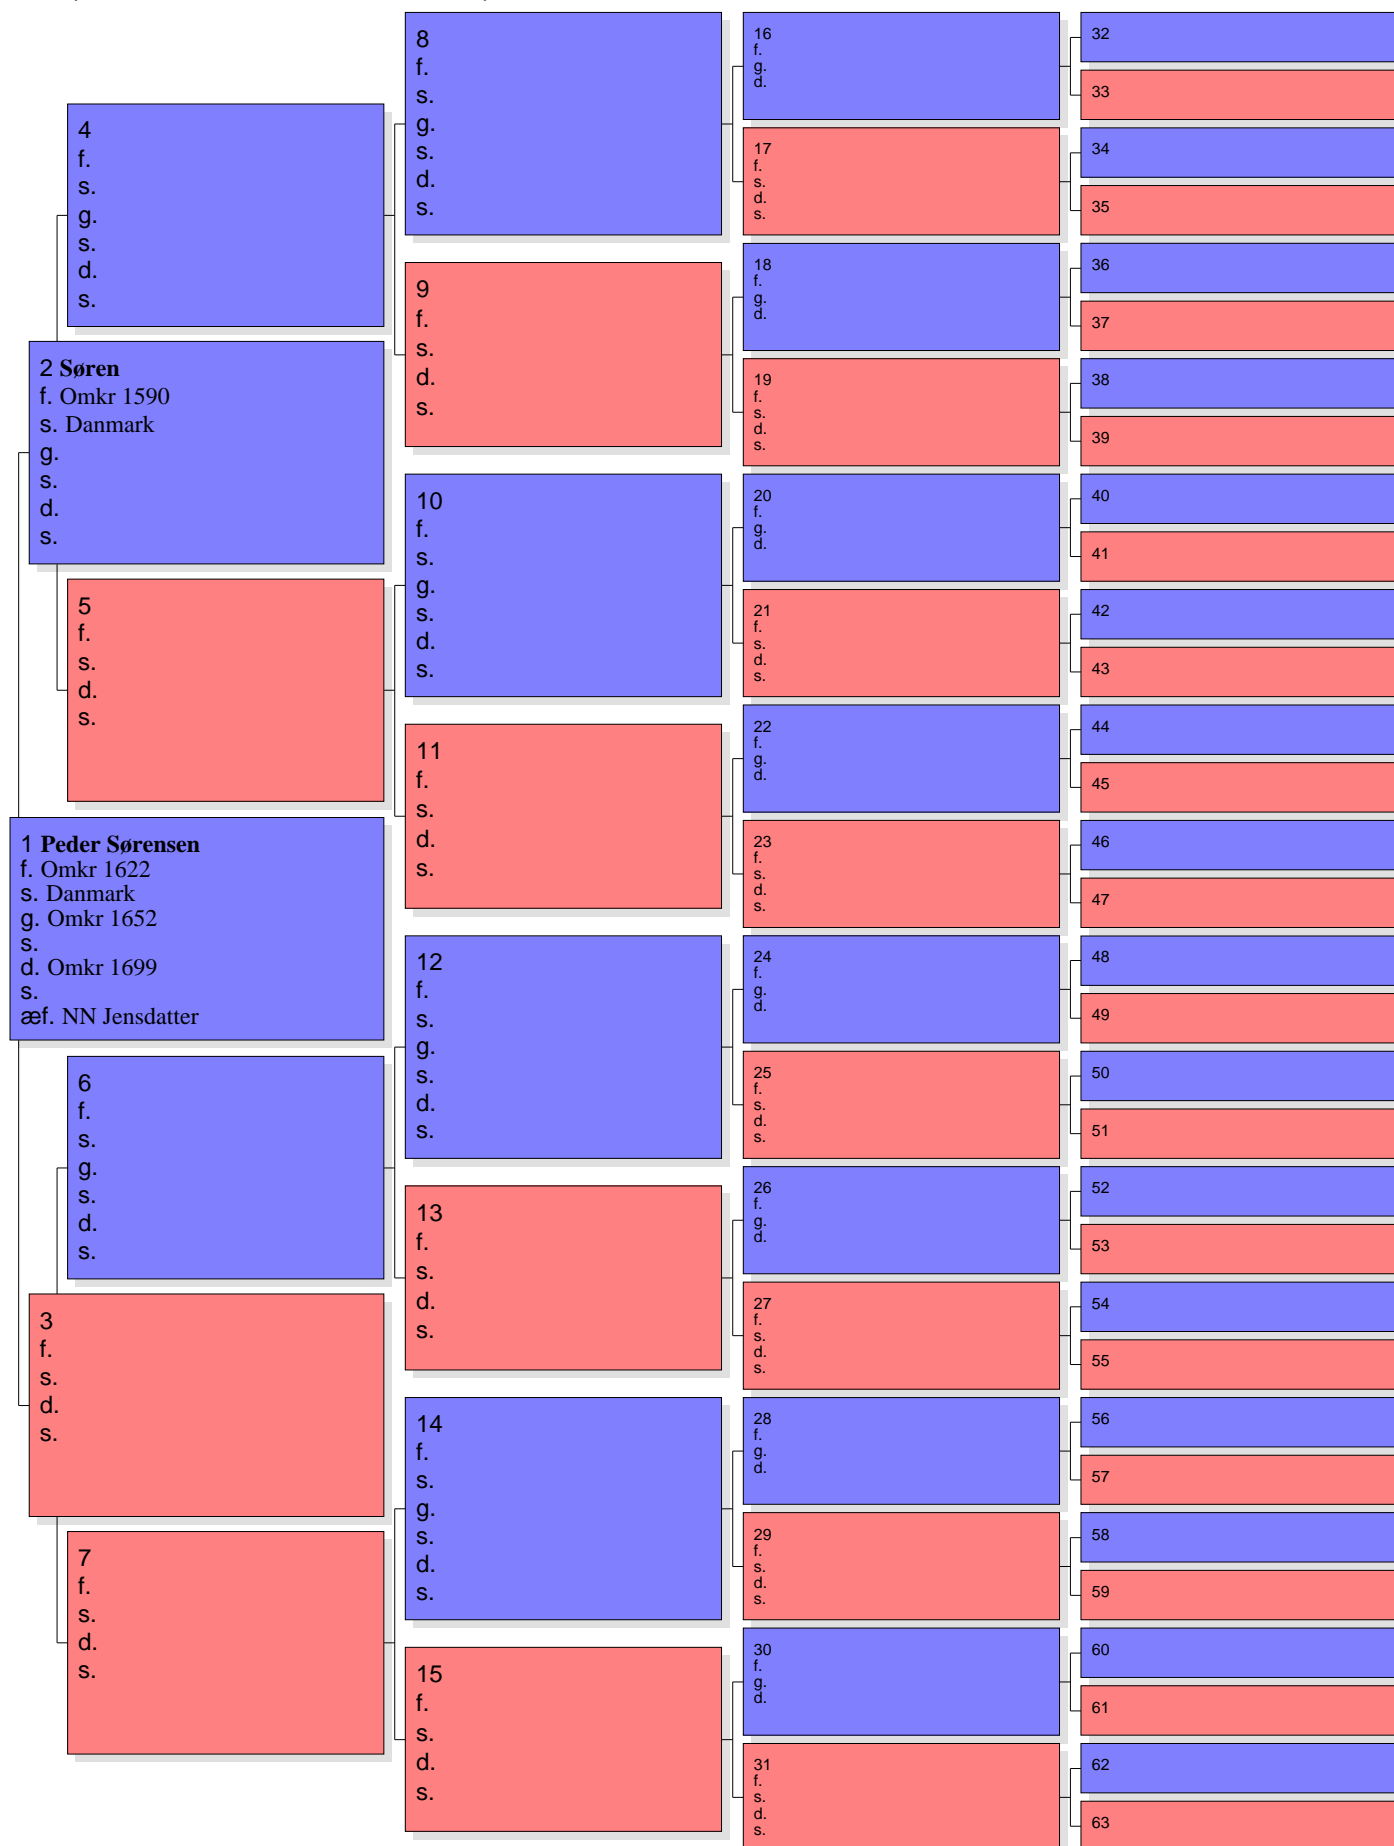 4
f.
s.
g.
s.
d.
s.
2 Søren
f. Omkr 1590
s. Danmark
g.
s.
d.
s.
5
f.
s.
d.
s.
1 Peder Sørensen
f. Omkr 1622
s. Danmark
g. Omkr 1652
s.
d. Omkr 1699
s.
æf. NN Jensdatter
6
f.
s.
g.
s.
d.
s.
3
f.
s.
d.
s.
7
f.
s.
d.
s.
8
f.
s.
g.
s.
d.
s.
9
f.
s.
d.
s.
10
f.
s.
g.
s.
d.
s.
11
f.
s.
d.
s.
12
f.
s.
g.
s.
d.
s.
13
f.
s.
d.
s.
14
f.
s.
g.
s.
d.
s.
15
f.
s.
d.
s.
16
f.
g.
d.
17
f.
s.
d.
s.
18
f.
g.
d.
19
f.
s.
d.
s.
20
f.
g.
d.
21
f.
s.
d.
s.
22
f.
g.
d.
23
f.
s.
d.
s.
24
f.
g.
d.
25
f.
s.
d.
s.
26
f.
g.
d.
27
f.
s.
d.
s.
28
f.
g.
d.
29
f.
s.
d.
s.
30
f.
g.
d.
31
f.
s.
d.
s.
32
33
34
35
36
37
38
39
40
41
42
43
44
45
46
47
48
49
50
51
52
53
54
55
56
57
58
59
60
61
62
63